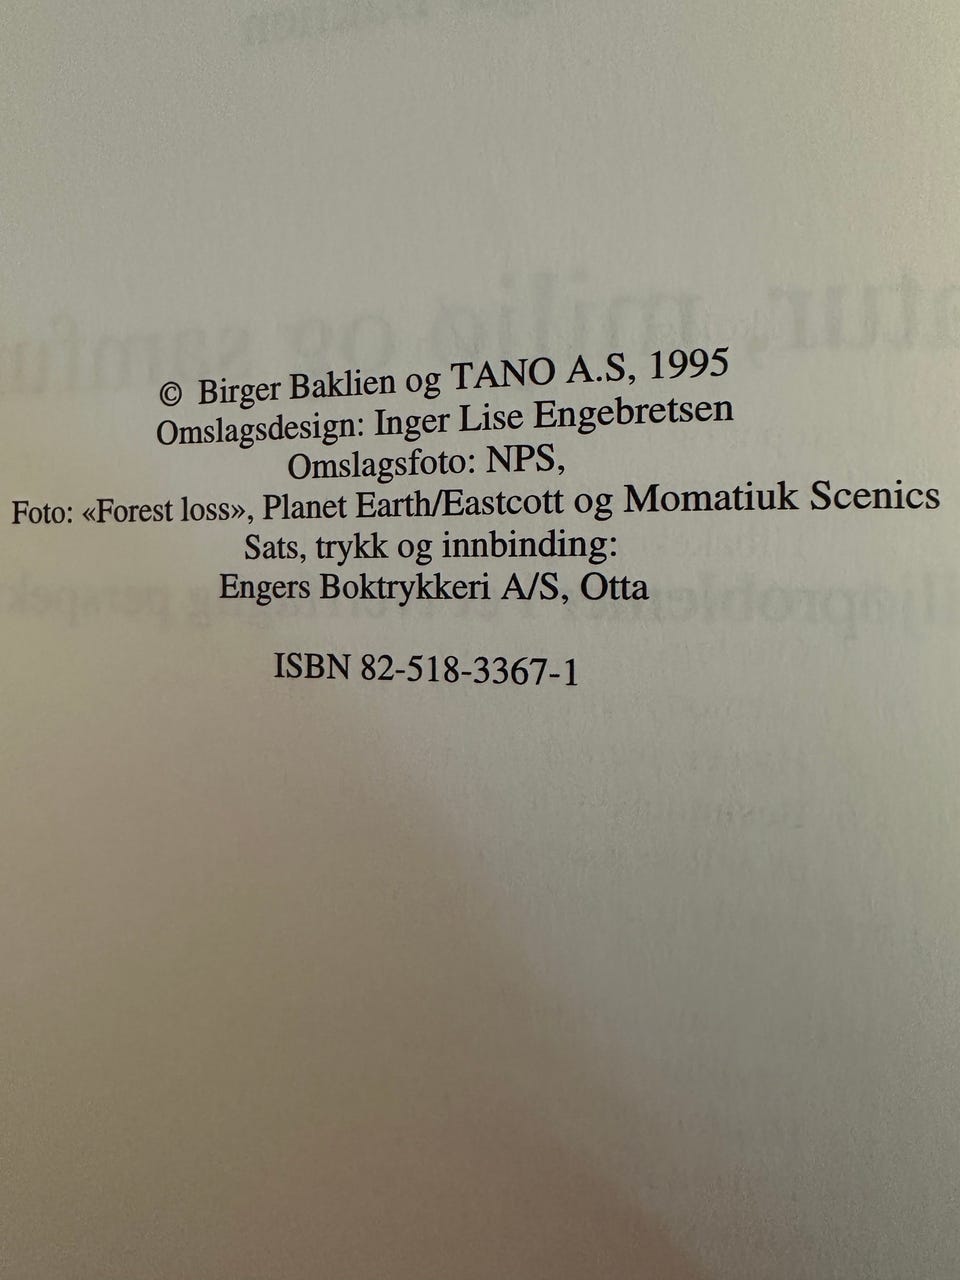 © Birger Baklien og TANO A.S, 1995
Omslagsdesign: Inger Lise Engebretsen
Omslagsfoto: NPS,
Foto: «Forest loss», Planet Earth/Eastcott og Momatiuk Scenics
Sats, trykk og innbinding:
Engers Boktrykkeri A/S, Otta
ISBN 82-518-3367-1